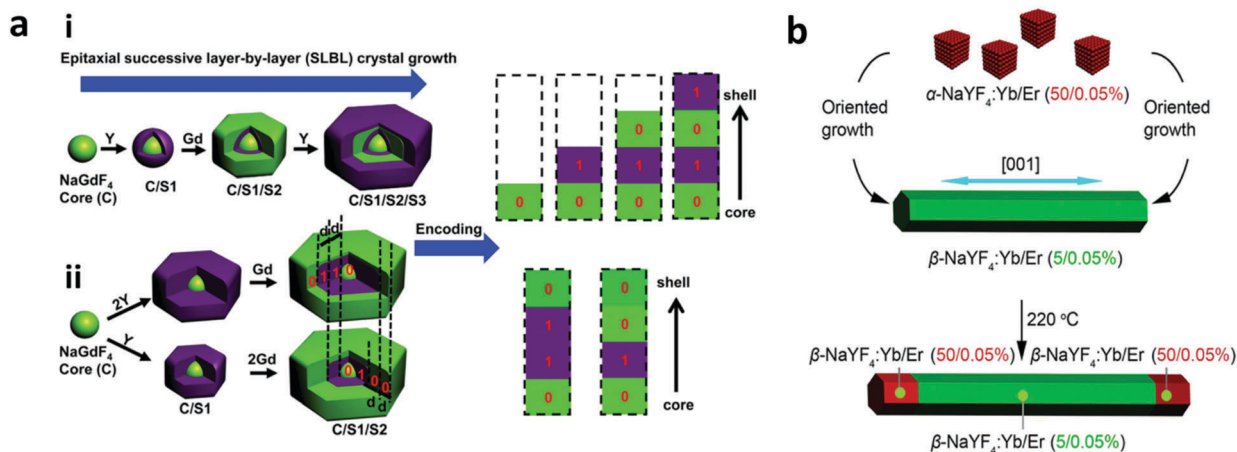 a
i
Epitaxial successive layer-by-layer (SLBL) crystal growth
Y
Gd
Y
NaGdF4
Core (C)
C/S1
C/S1/S2
C/S1/S2/S3
0
1
0
0
1
0
1
0
1
0
shell
core
ii
2Y
Y
NaGdF4
Core (C)
Gd
2Gd
C/S1
d d
0 1 1 0
0 1 0 0
d d
C/S1/S2
Encoding
0
1
1
0
0
0
1
0
shell
core
b
α-NaYF4:Yb/Er (50/0.05%)
Oriented
growth
Oriented
growth
[001]
β-NaYF4:Yb/Er (5/0.05%)
220 °C
β-NaYF4:Yb/Er (50/0.05%)
β-NaYF4:Yb/Er (50/0.05%)
β-NaYF4:Yb/Er (5/0.05%)